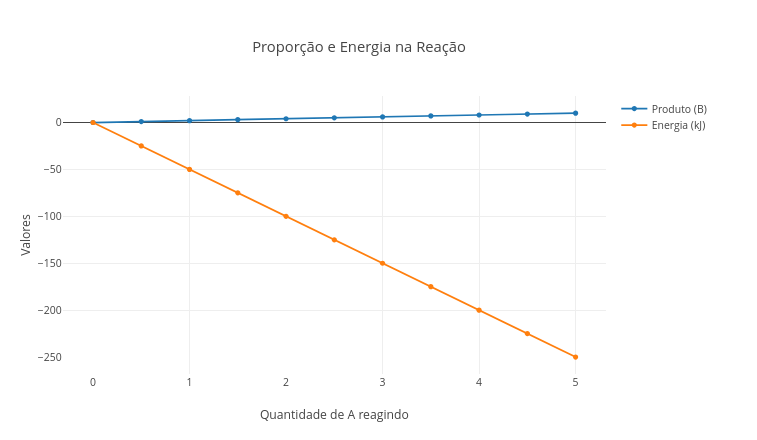 Proporção e Energia na Reação
Produto (B)
Energia (kJ)
Valores
0
−50
−100
−150
−200
−250
0 1 2 3 4 5
Quantidade de A reagindo